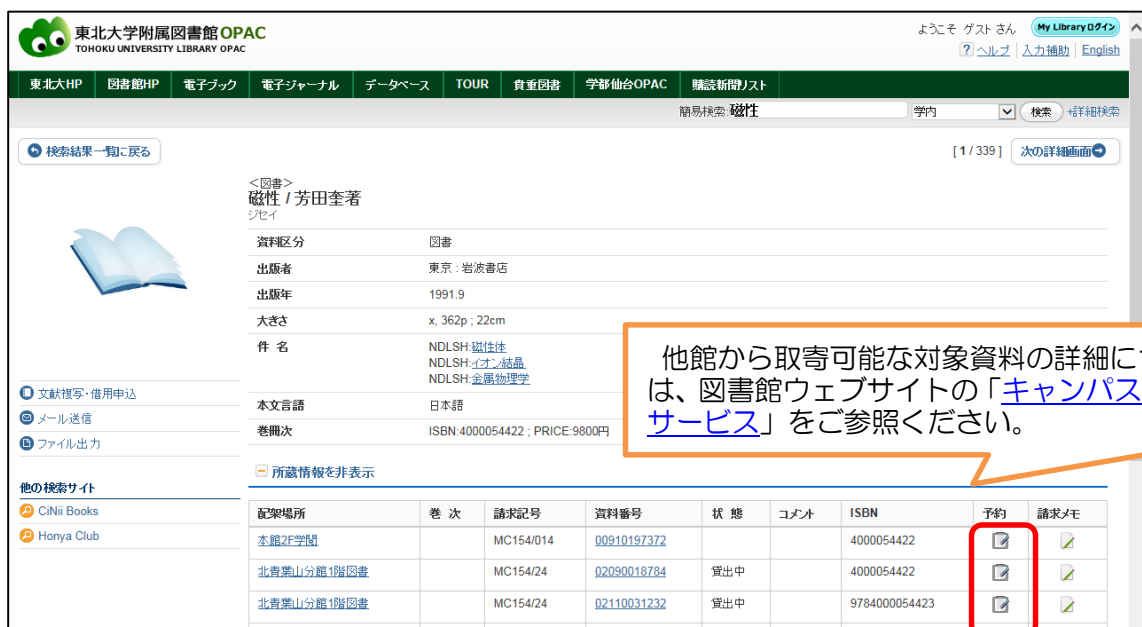 東北大学附属図書館OPAC
TOHOKU UNIVERSITY LIBRARY OPAC
ようこそ ゲスト さん My Libraryログイン
? ヘルプ 入力補助 English
東北大HP 図書館HP 電子ブック 電子ジャーナル データベース TOUR 貴重図書 学都仙台OPAC 購読新聞リスト
簡易検索:磁性 学内 検索 +詳細検索
検索結果一覧に戻る [ 1 / 339 ] 次の詳細画面
<図書>
磁性 / 芳田奎著
ジセイ
資料区分 図書
出版者 東京 : 岩波書店
出版年 1991.9
大きさ x, 362p ; 22cm
件 名 NDLSH:磁性体
NDLSH:イオン結晶
NDLSH:金属物理学
本文言語 日本語
巻冊次 ISBN:4000054422 ; PRICE:9800円
文献複写・借用申込
メール送信
ファイル出力
他の検索サイト
CiNii Books
Honya Club
他館から取寄可能な対象資料の詳細に
は、図書館ウェブサイトの「キャンパス
サービス」をご参照ください。
所蔵情報を非表示
配架場所 巻 次 請求記号 資料番号 状 態 コメント ISBN 予約 請求メモ
本館2F学閲 MC154/014 00910197372 4000054422
北青葉山分館1階図書 MC154/24 02090018784 貸出中 4000054422
北青葉山分館1階図書 MC154/24 02110031232 貸出中 9784000054423